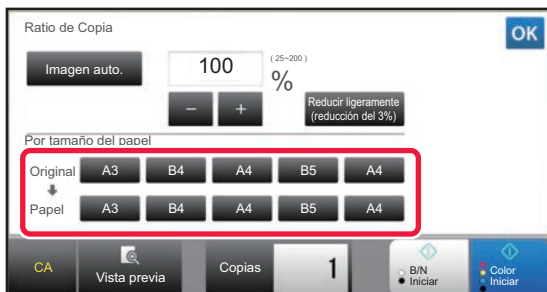 Ratio de Copia
OK
Imagen auto.
100
( 25~200 )
%
− +
Reducir ligeramente
(reducción del 3%)
Por tamaño del papel
Original A3 B4 A4 B5 A4
Papel A3 B4 A4 B5 A4
CA
Vista previa
Copias
1
B/N
Iniciar
Color
Iniciar